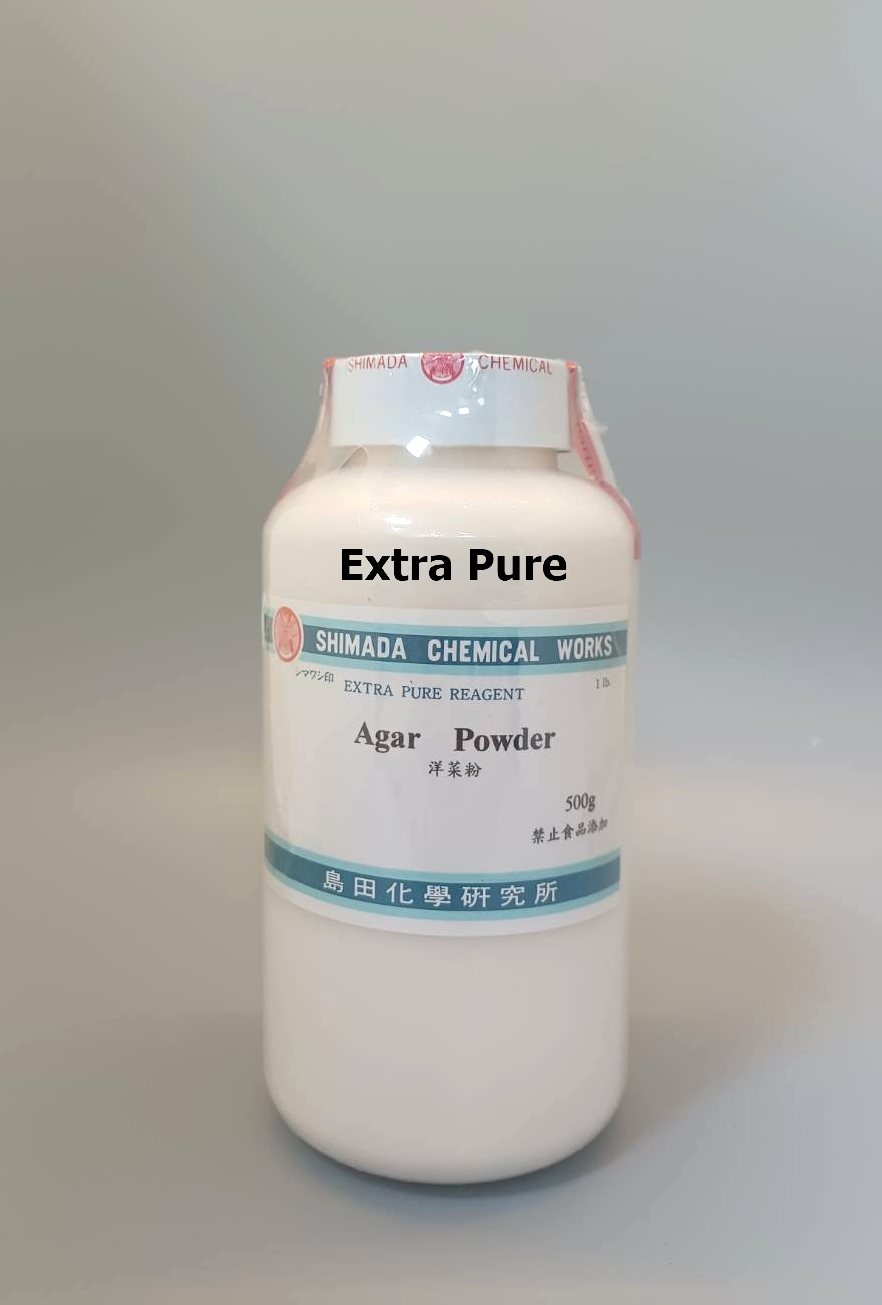 SHIMADA CHEMICAL
Extra Pure
SHIMADA CHEMICAL WORKS
シマワシ印
EXTRA PURE REAGENT
1 lb.
Agar Powder
洋菜粉
500g
禁止食品添加
島田化學研究所